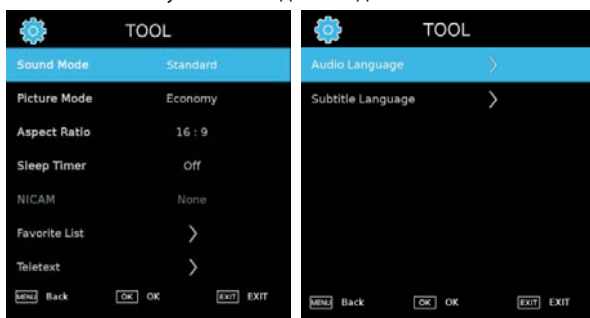 TOOL
Sound Mode Standard
Picture Mode Economy
Aspect Ratio 16 : 9
Sleep Timer Off
NICAM None
Favorite List
Teletext
MENU Back OK OK EXIT EXIT
TOOL
Audio Language
Subtitle Language
MENU Back OK OK EXIT EXIT